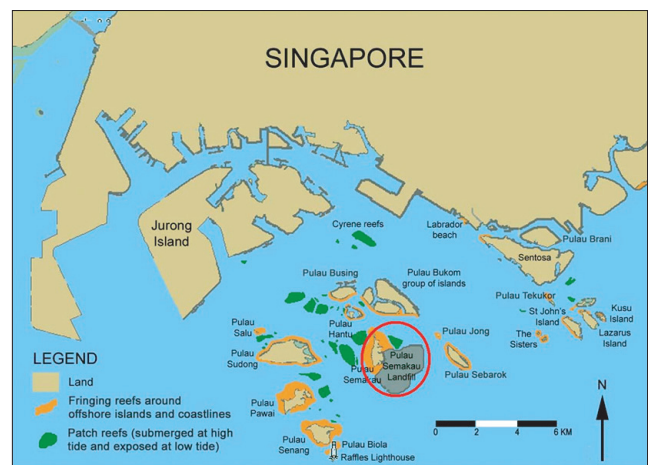 SINGAPORE
Jurong
Island
Cyrene reefs
Labrador
beach
Pulau Brani
Sentosa
Pulau Busing
Pulau Bukom
group of islands
Pulau Tekukor
St John's
Island
Kusu
Island
Lazarus
Island
The
Sisters
Pulau
Salu
Pulau
Hantu
Pulau Jong
Pulau
Sudong
Pulau
Semakau
Pulau
Semakau
Landfill
Pulau Sebarok
Pulau
Pawai
Pulau
Senang
Pulau Biola
Raffles Lighthouse
LEGEND
Land
Fringing reefs around
offshore islands and coastlines
Patch reefs (submerged at high
tide and exposed at low tide)
N
0 2 4 6 KM